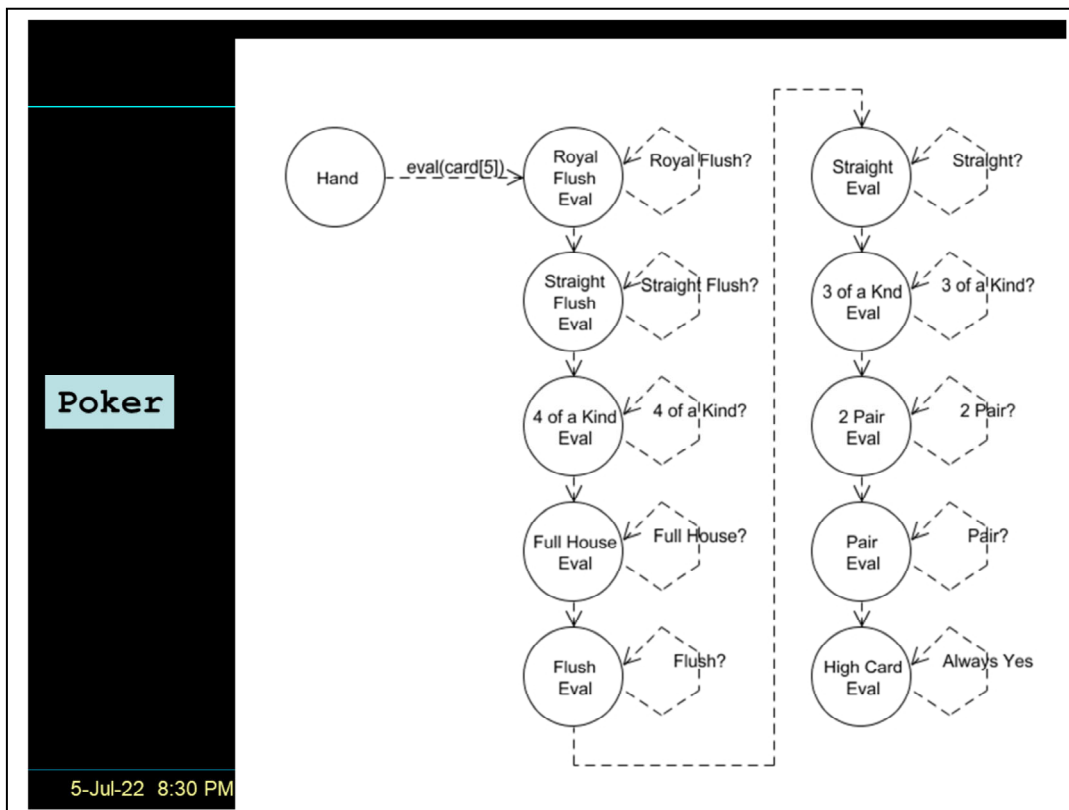 Poker
5-Jul-22 8:30 PM
Hand
eval(card[5])
Royal
Flush
Eval
Royal Flush?
Straight
Flush
Eval
Straight Flush?
4 of a Kind
Eval
4 of a Kind?
Full House
Eval
Full House?
Flush
Eval
Flush?
Straight
Eval
Straight?
3 of a Knd
Eval
3 of a Kind?
2 Pair
Eval
2 Pair?
Pair
Eval
Pair?
High Card
Eval
Always Yes